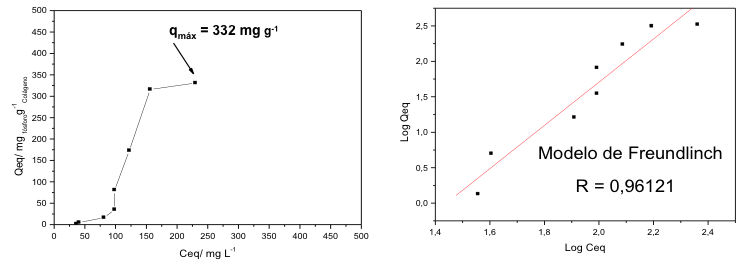 500
450
400
350
300
250
200
150
100
50
0
Qeq/ mg fósforo g-1 Colágeno
qmáx = 332 mg g-1
0 50 100 150 200 250 300 350 400 450 500
Ceq/ mg L-1
2,5
2,0
1,5
1,0
0,5
0,0
Log Qeq
Modelo de Freundlinch
R = 0,96121
1,4 1,6 1,8 2,0 2,2 2,4
Log Ceq